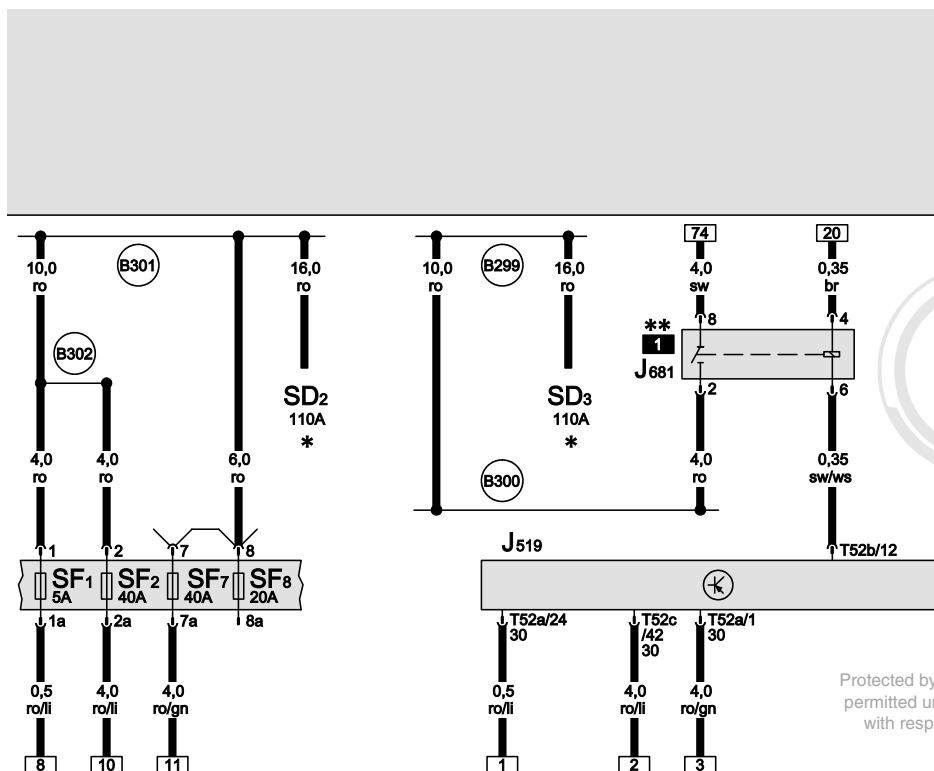 74 20
10,0 ro
B301
16,0 ro
10,0 ro
B299
16,0 ro
4,0 sw
0,35 br
8 4
**
1
J681
B302
SD2
110A
*
SD3
110A
*
2 6
4,0 ro
4,0 ro
6,0 ro
B300
4,0 ro
0,35 sw/ws
1 2 7 8
J519
T52b/12
SF1 5A
SF2 40A
SF7 40A
SF8 20A
1a 2a 7a 8a
T52a/24 30
T52c /42 30
T52a/1 30
0,5 ro/li
4,0 ro/li
4,0 ro/gn
0,5 ro/li
4,0 ro/li
4,0 ro/gn
Protected by
permitted u
with resp
8 10 11 1 2 3